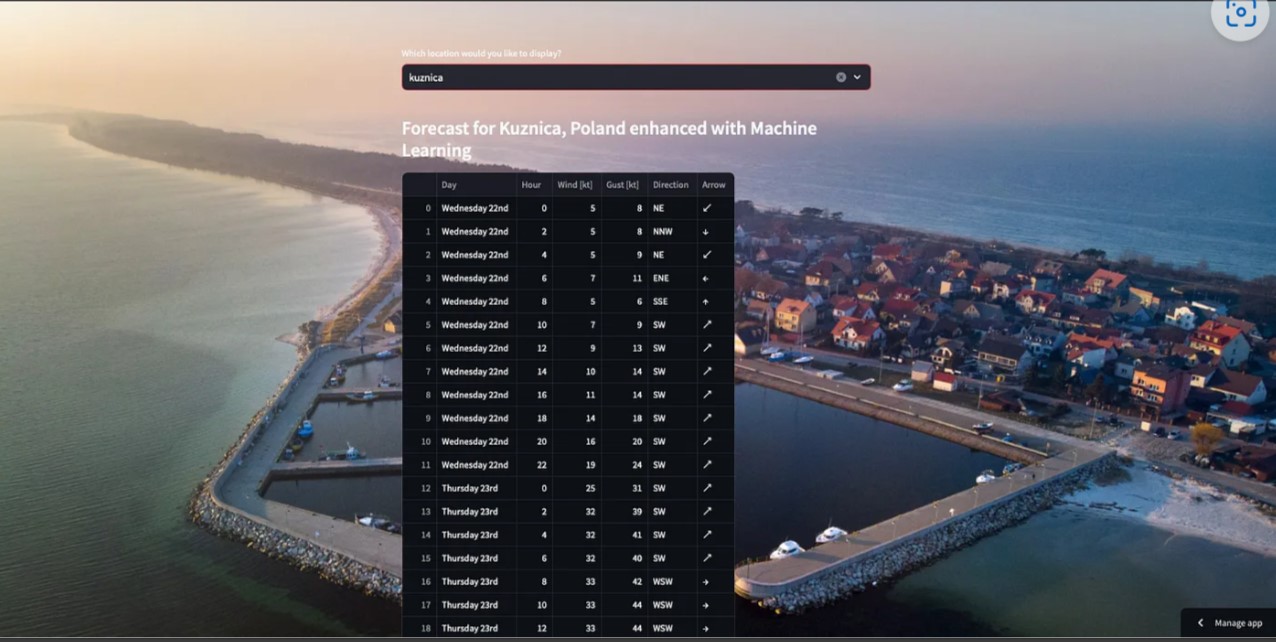 Which location would you like to display?
kuznica
Forecast for Kuznica, Poland enhanced with Machine
Learning
Day Hour Wind [kt] Gust [kt] Direction Arrow
0 Wednesday 22nd 0 5 8 NE ↙
1 Wednesday 22nd 2 5 8 NNW ↓
2 Wednesday 22nd 4 5 9 NE ↙
3 Wednesday 22nd 6 7 11 ENE ←
4 Wednesday 22nd 8 5 6 SSE ↑
5 Wednesday 22nd 10 7 9 SW ↗
6 Wednesday 22nd 12 9 13 SW ↗
7 Wednesday 22nd 14 10 14 SW ↗
8 Wednesday 22nd 16 11 14 SW ↗
9 Wednesday 22nd 18 14 18 SW ↗
10 Wednesday 22nd 20 16 20 SW ↗
11 Wednesday 22nd 22 19 24 SW ↗
12 Thursday 23rd 0 25 31 SW ↗
13 Thursday 23rd 2 32 39 SW ↗
14 Thursday 23rd 4 32 41 SW ↗
15 Thursday 23rd 6 32 40 SW ↗
16 Thursday 23rd 8 33 42 WSW →
17 Thursday 23rd 10 33 44 WSW →
18 Thursday 23rd 12 33 44 WSW →
Manage app